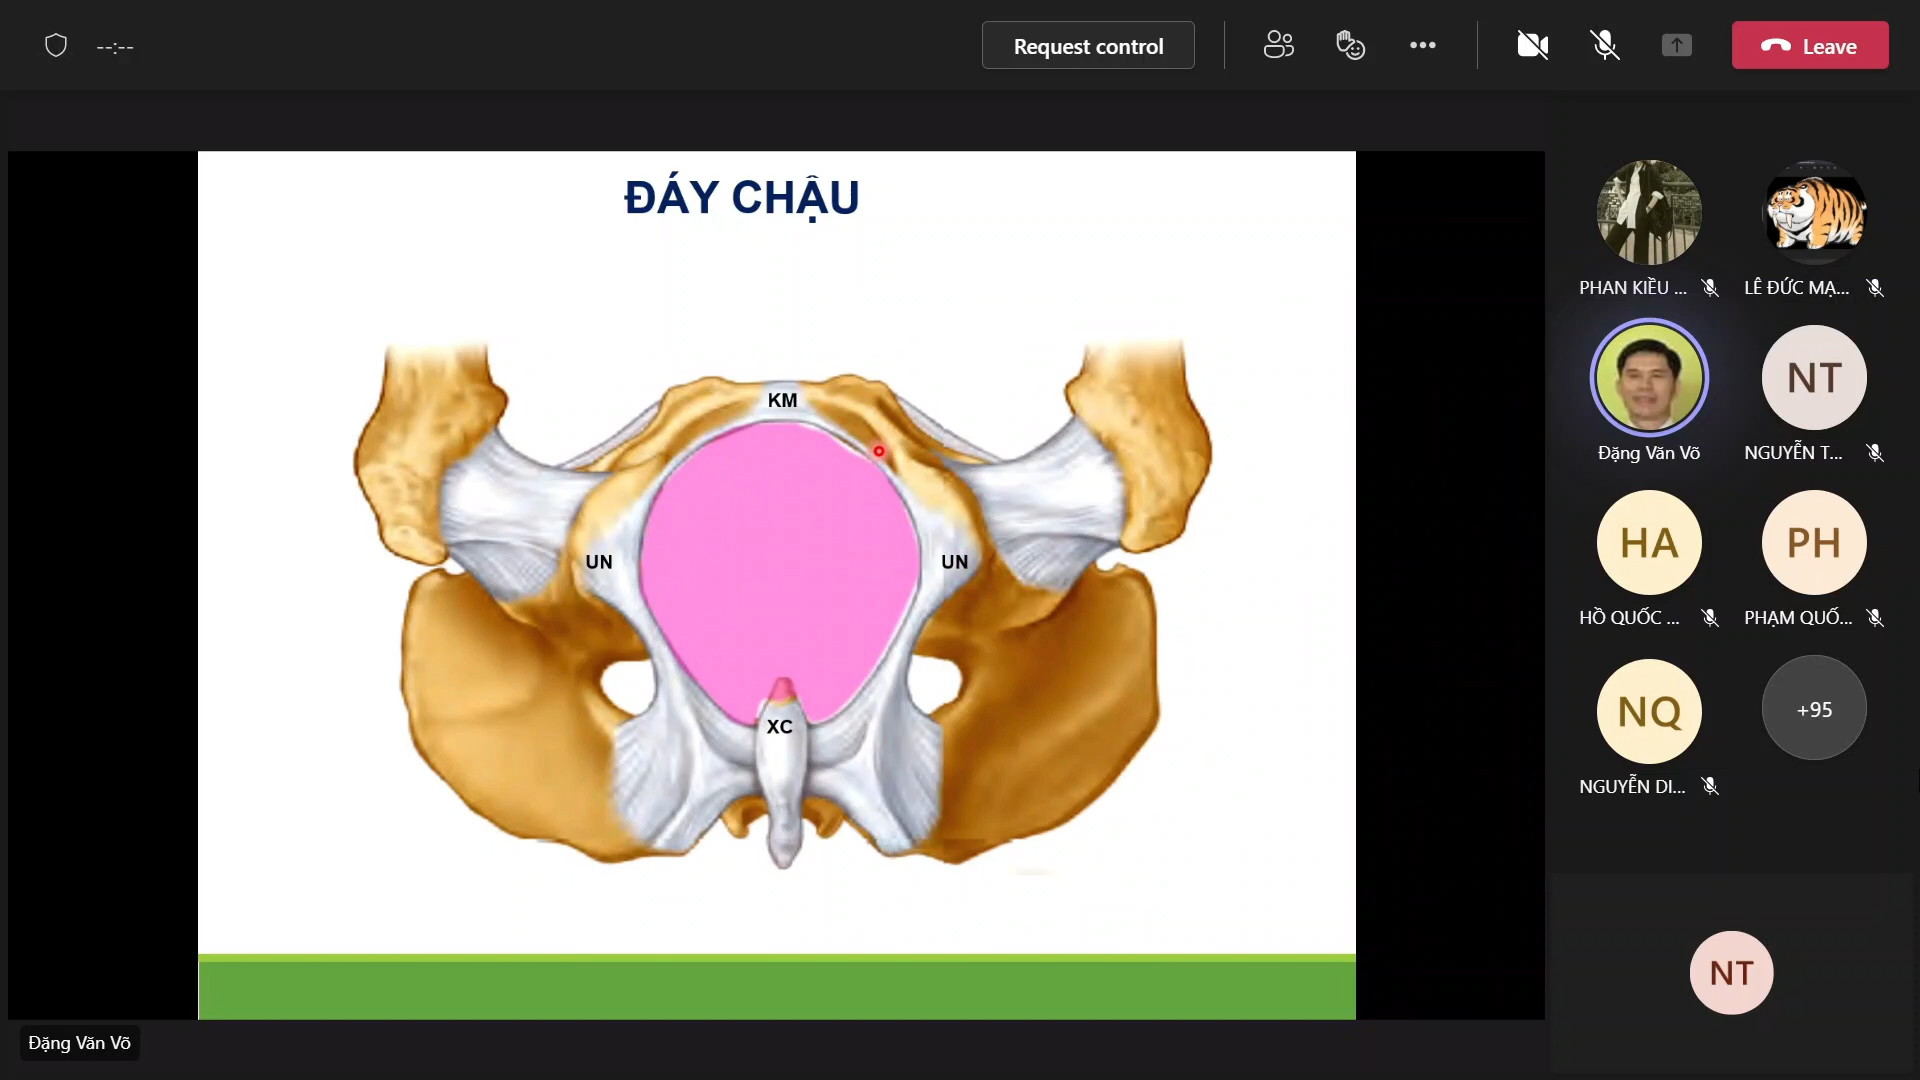 --:--
Request control
Leave
ĐÁY CHẬU
KM
UN
UN
XC
PHAN KIỀU ...
LÊ ĐỨC MẠ...
Đặng Văn Võ
NT
NGUYỄN T...
HA
HỒ QUỐC ...
PH
PHẠM QUỐ...
NQ
NGUYỄN DI...
+95
NT
Đặng Văn Võ